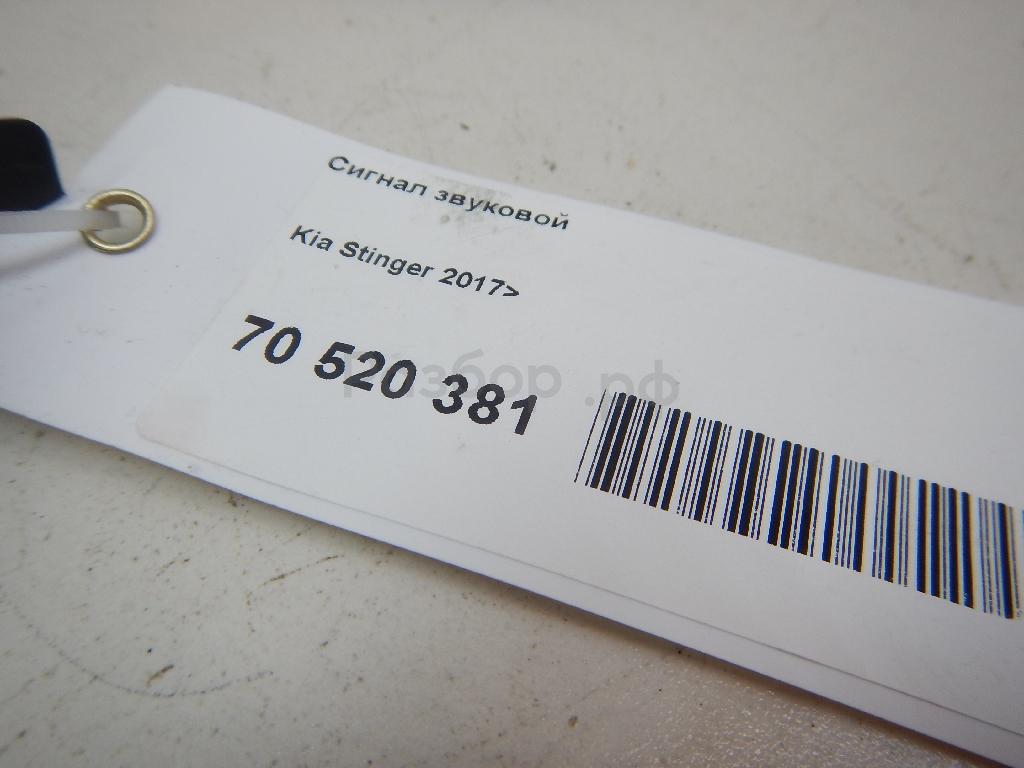 Сигнал звуковой
Kia Stinger 2017>
70 520 381
Разбор.рф